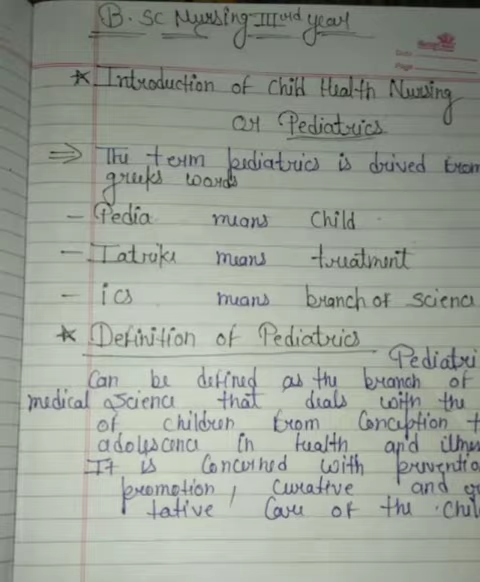 B. SC Nursing IIIrd year
Date
Page
* Introduction of Child Health Nursing
or Pediatrics
⇒ The term pediatrics is drived from
greeks words
- Pedia means Child
- Iatrike means treatment
- ics means branch of science
* Definition of Pediatrics
Pediatri
Can be defined as the branch of
medical science that deals with the
of children from Conception t
adolescence in health and illnes
It is Concerned with preventio
promotion, curative and
tative Care of the Chil